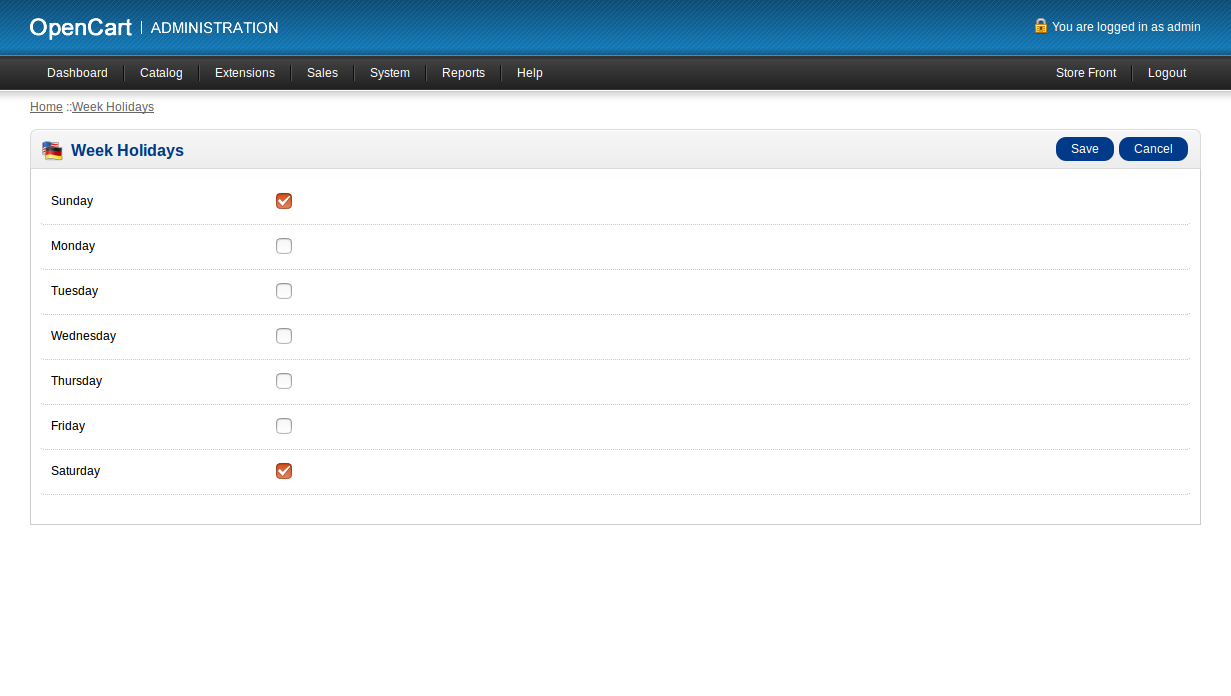 OpenCart | ADMINISTRATION
You are logged in as admin
Dashboard Catalog Extensions Sales System Reports Help Store Front Logout
Home ::Week Holidays
Week Holidays Save Cancel
Sunday
Monday
Tuesday
Wednesday
Thursday
Friday
Saturday